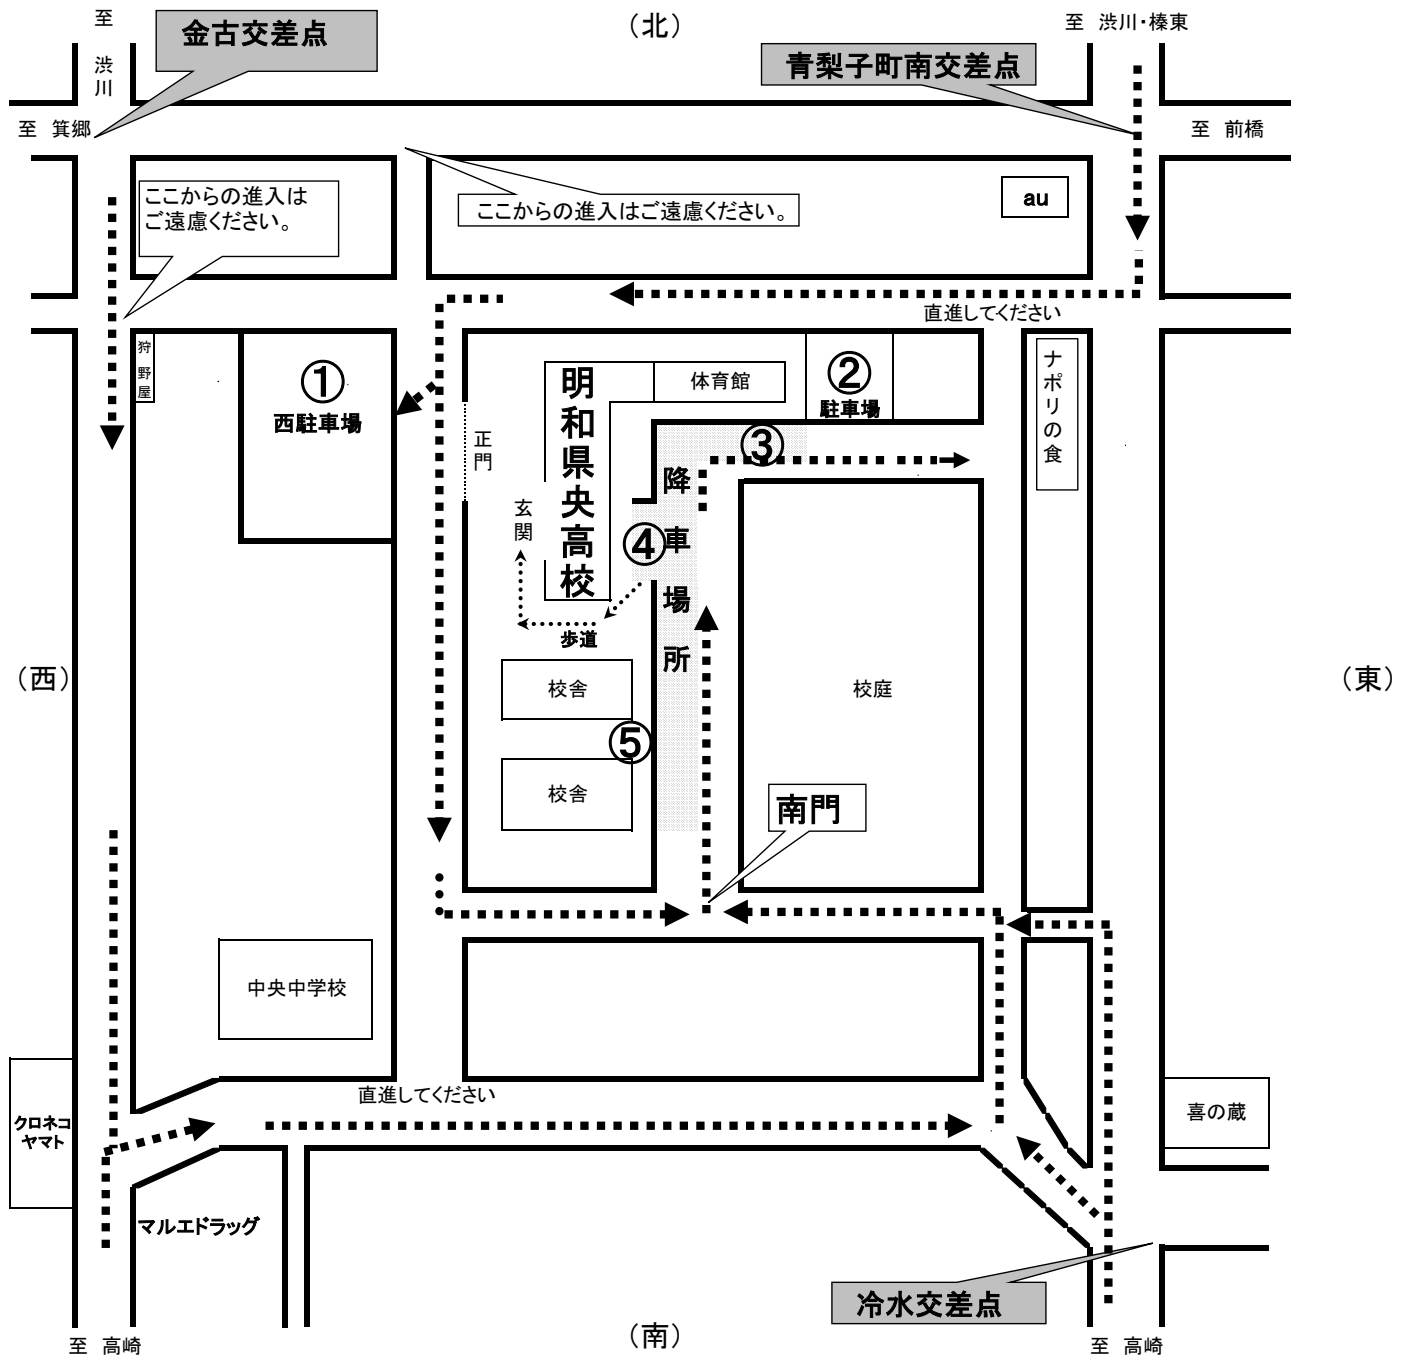 至
渋
川
金古交差点
（北）
至 渋川・榛東
青梨子町南交差点
至 箕郷
至 前橋
ここからの進入は
ご遠慮ください。
ここからの進入はご遠慮ください。
au
直進してください
狩
野
屋
①
西駐車場
正
門
明
和
県
央
高
校
体育館
②
駐車場
ナ
ポ
リ
の
食
③
降
車
場
所
玄
関
④
歩道
（西）
校舎
校庭
（東）
⑤
校舎
南門
中央中学校
直進してください
クロネコ
ヤマト
喜の蔵
マルエドラッグ
冷水交差点
至 高崎
（南）
至 高崎